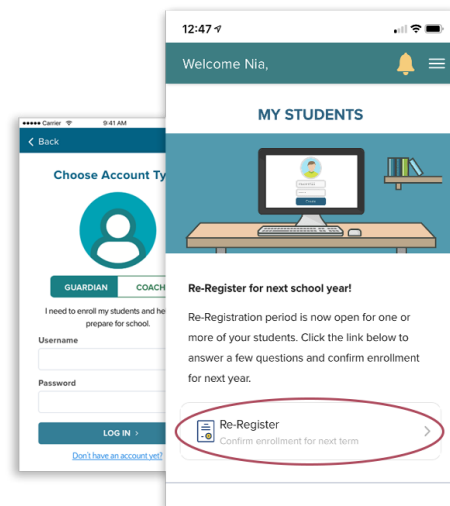 Carrier 9:41 AM
Back
Choose Account Ty
GUARDIAN COACH
I need to enroll my students and he
prepare for school.
Username
Password
LOG IN
Don't have an account yet?
12:47
Welcome Nia,
MY STUDENTS
Re-Register for next school year!
Re-Registration period is now open for one or
more of your students. Click the link below to
answer a few questions and confirm enrollment
for next year.
Re-Register
Confirm enrollment for next term